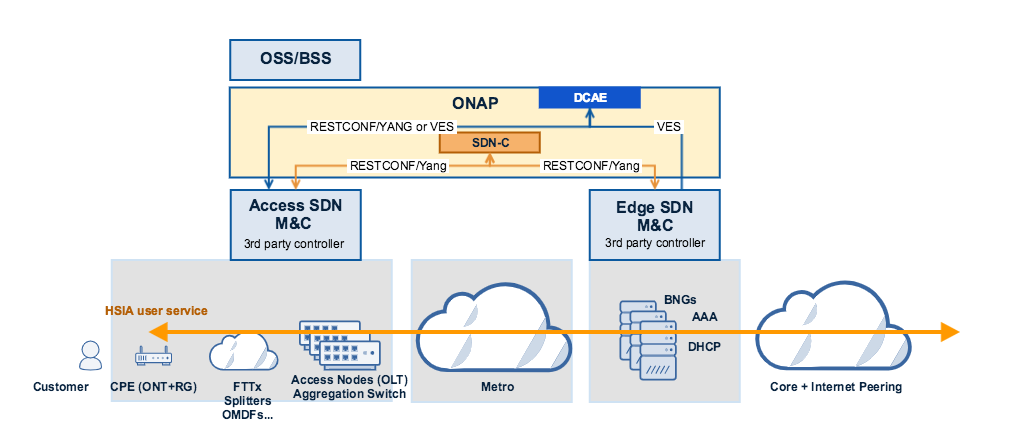 OSS/BSS
ONAP
DCAE
RESTCONF/YANG or VES
VES
SDN-C
RESTCONF/Yang
RESTCONF/Yang
Access SDN
M&C
3rd party controller
Edge SDN
M&C
3rd party controller
HSIA user service
BNGs
AAA
DHCP
Customer
CPE (ONT+RG)
FTTx
Splitters
OMDFs...
Access Nodes (OLT)
Aggregation Switch
Metro
Core + Internet Peering